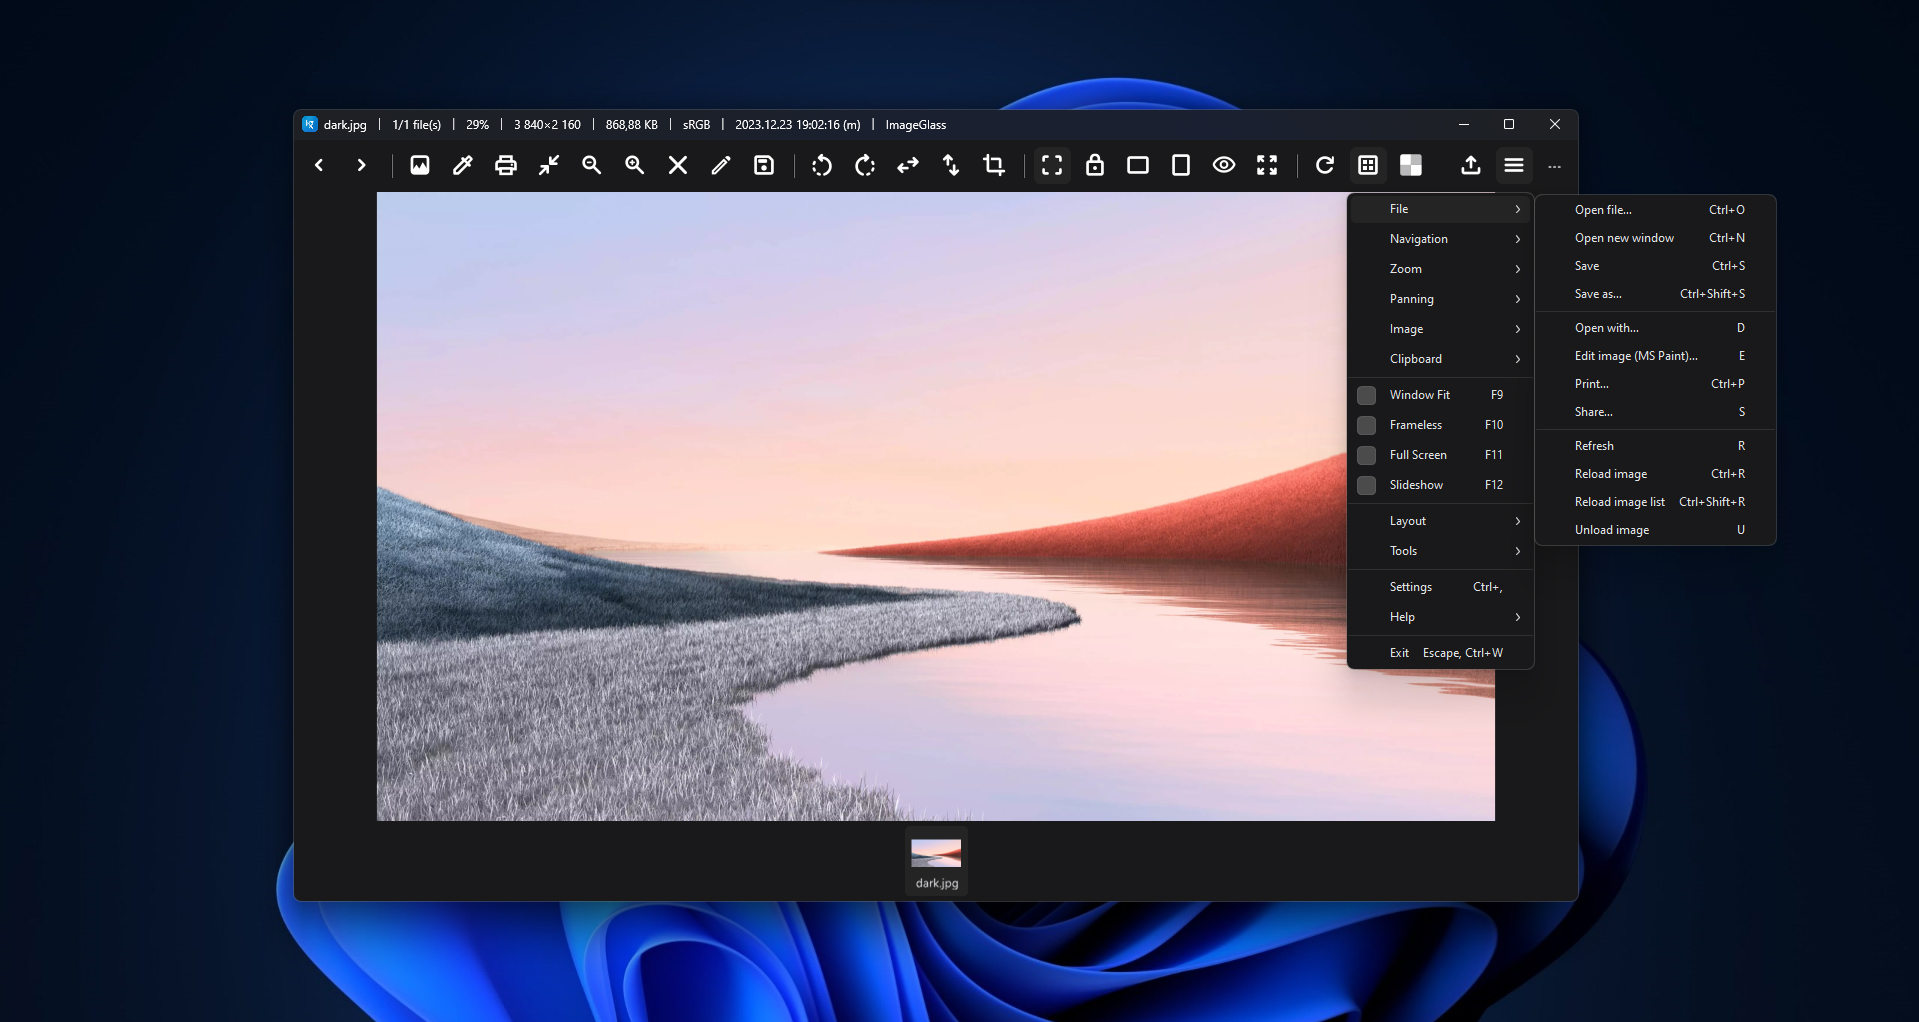 dark.jpg | 1/1 file(s) | 29% | 3 840×2 160 | 868,88 KB | sRGB | 2023.12.23 19:02:16 (m) | ImageGlass
File
Navigation
Zoom
Panning
Image
Clipboard
Window Fit F9
Frameless F10
Full Screen F11
Slideshow F12
Layout
Tools
Settings Ctrl+,
Help
Exit Escape, Ctrl+W
Open file... Ctrl+O
Open new window Ctrl+N
Save Ctrl+S
Save as... Ctrl+Shift+S
Open with... D
Edit image (MS Paint)... E
Print... Ctrl+P
Share... S
Refresh R
Reload image Ctrl+R
Reload image list Ctrl+Shift+R
Unload image U
dark.jpg